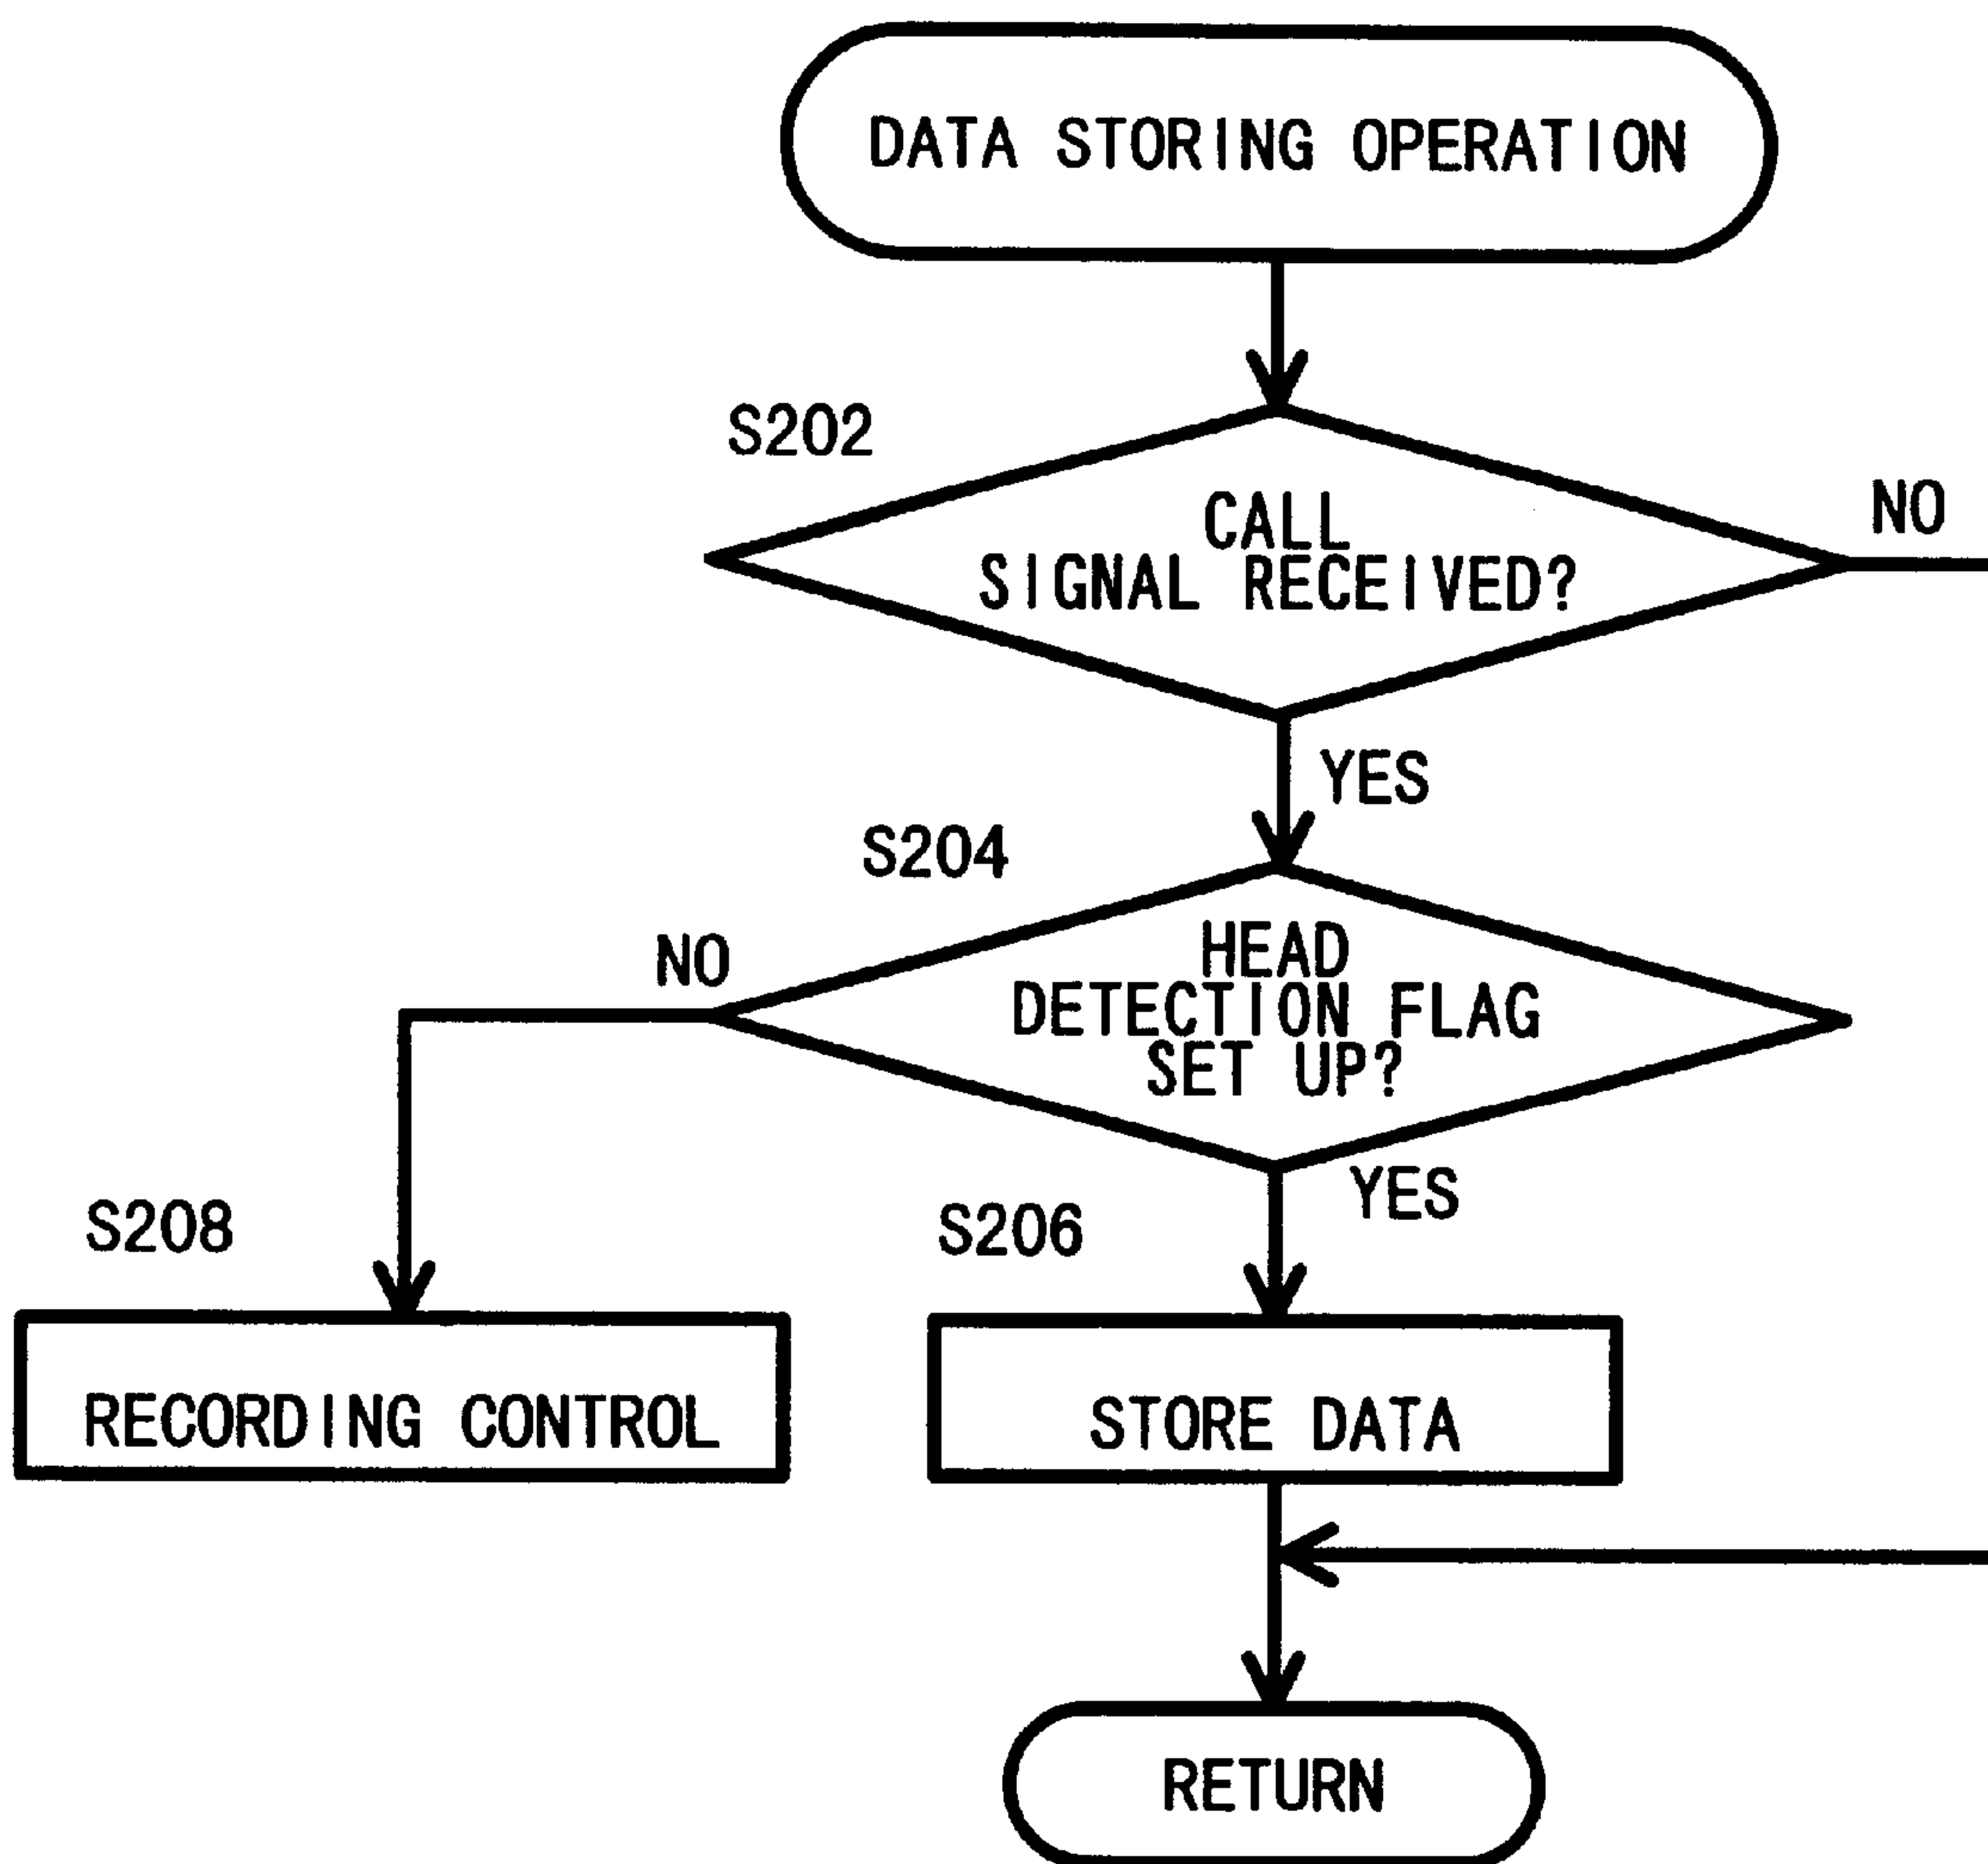 DATA STORING OPERATION
S202
CALL
SIGNAL RECEIVED?
NO
YES
S204
HEAD
DETECTION FLAG
SET UP?
NO
YES
S208
S206
RECORDING CONTROL
STORE DATA
RETURN